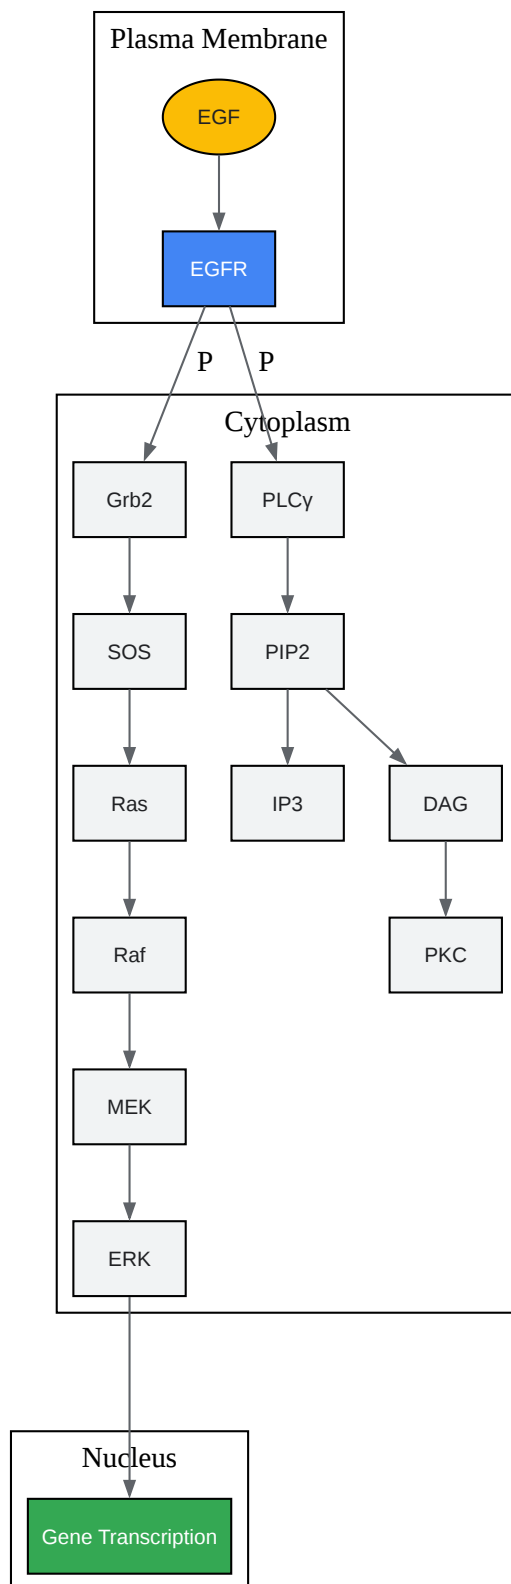 Plasma Membrane
EGF
EGFR
P P
Cytoplasm
Grb2 PLCγ
SOS PIP2
Ras IP3 DAG
Raf PKC
MEK
ERK
Nucleus
Gene Transcription